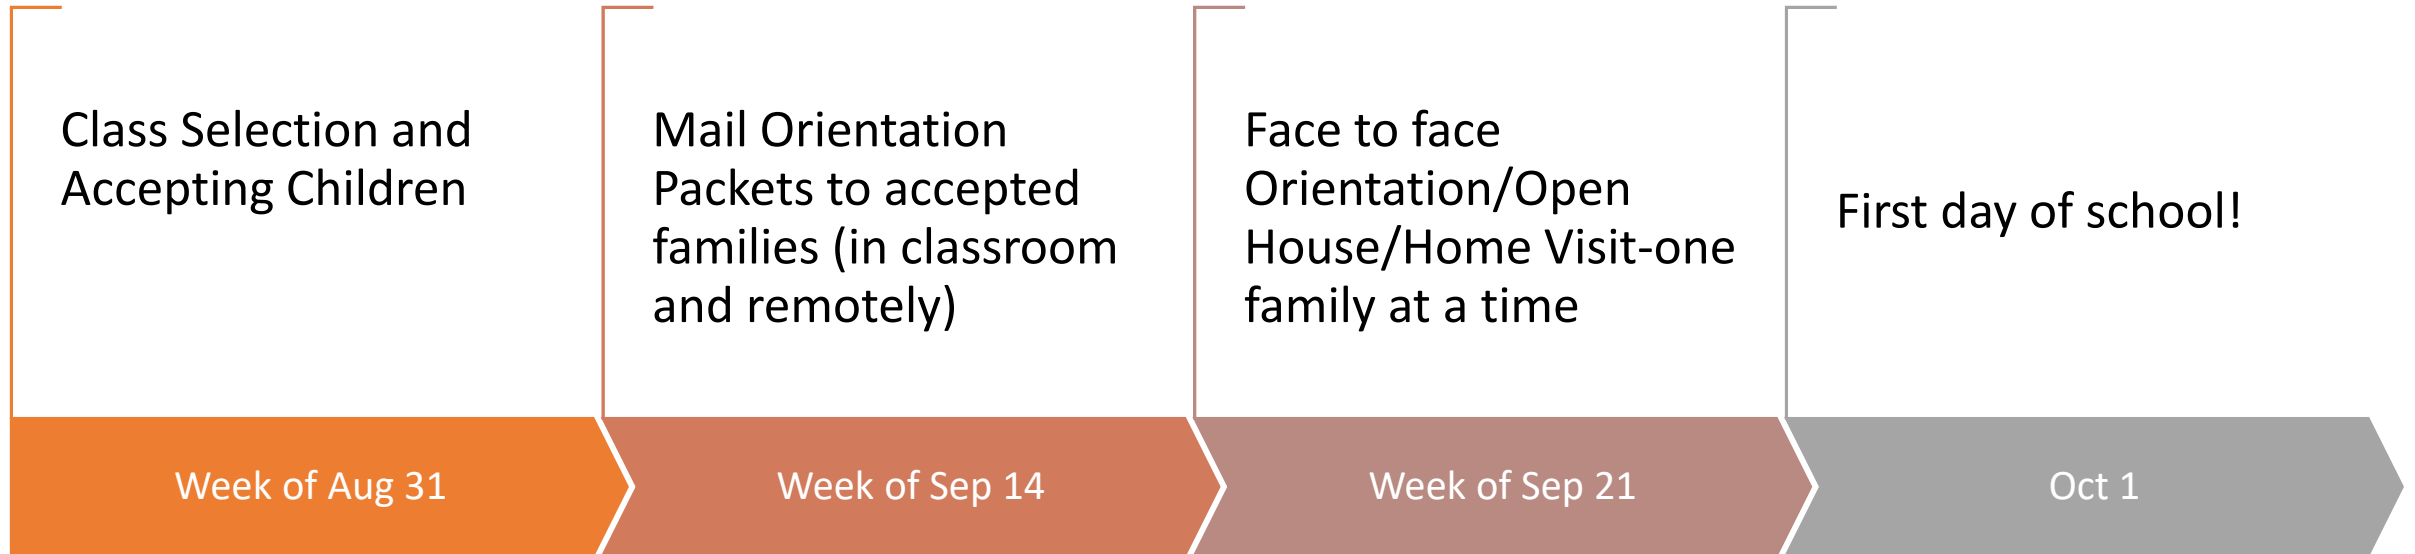 Class Selection and
Accepting Children
Mail Orientation
Packets to accepted
families (in classroom
and remotely)
Face to face
Orientation/Open
House/Home Visit-one
family at a time
First day of school!
Week of Aug 31
Week of Sep 14
Week of Sep 21
Oct 1